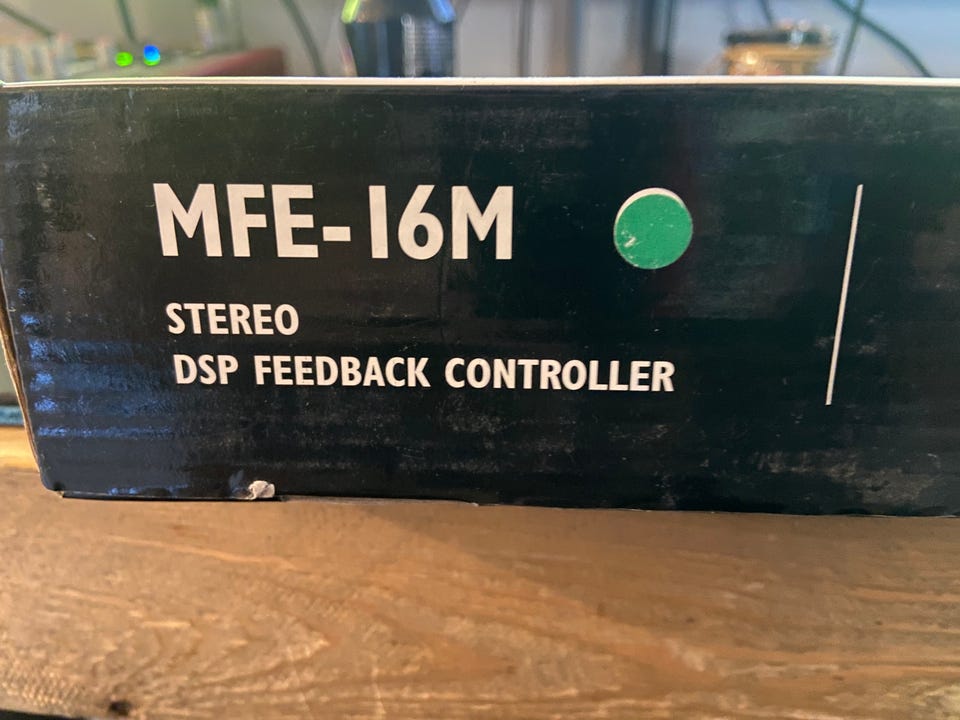 MFE-16M
STEREO
DSP FEEDBACK CONTROLLER